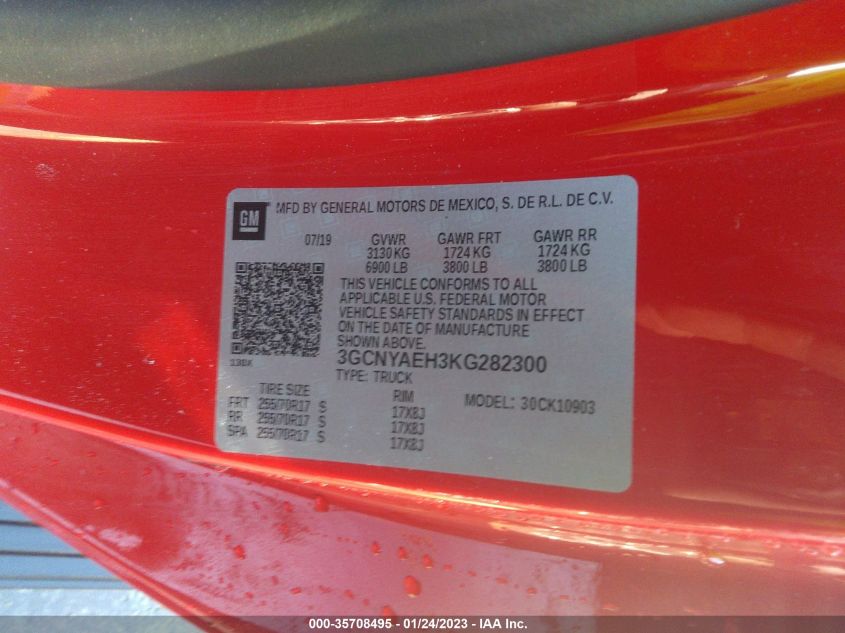 GM
MFD BY GENERAL MOTORS DE MEXICO, S. DE R.L. DE C.V.
07/19 GVWR GAWR FRT GAWR RR
3130 KG 1724 KG 1724 KG
6900 LB 3800 LB 3800 LB
THIS VEHICLE CONFORMS TO ALL
APPLICABLE U.S. FEDERAL MOTOR
VEHICLE SAFETY STANDARDS IN EFFECT
ON THE DATE OF MANUFACTURE
SHOWN ABOVE.
3GCNYAEH3KG282300
TYPE: TRUCK
TIRE SIZE RIM MODEL: 30CK10903
FRT 255/70R17 S 17X8J
RR 255/70R17 S 17X8J
SPA 255/70R17 S 17X8J
000-35708495 - 01/24/2023 - IAA Inc.